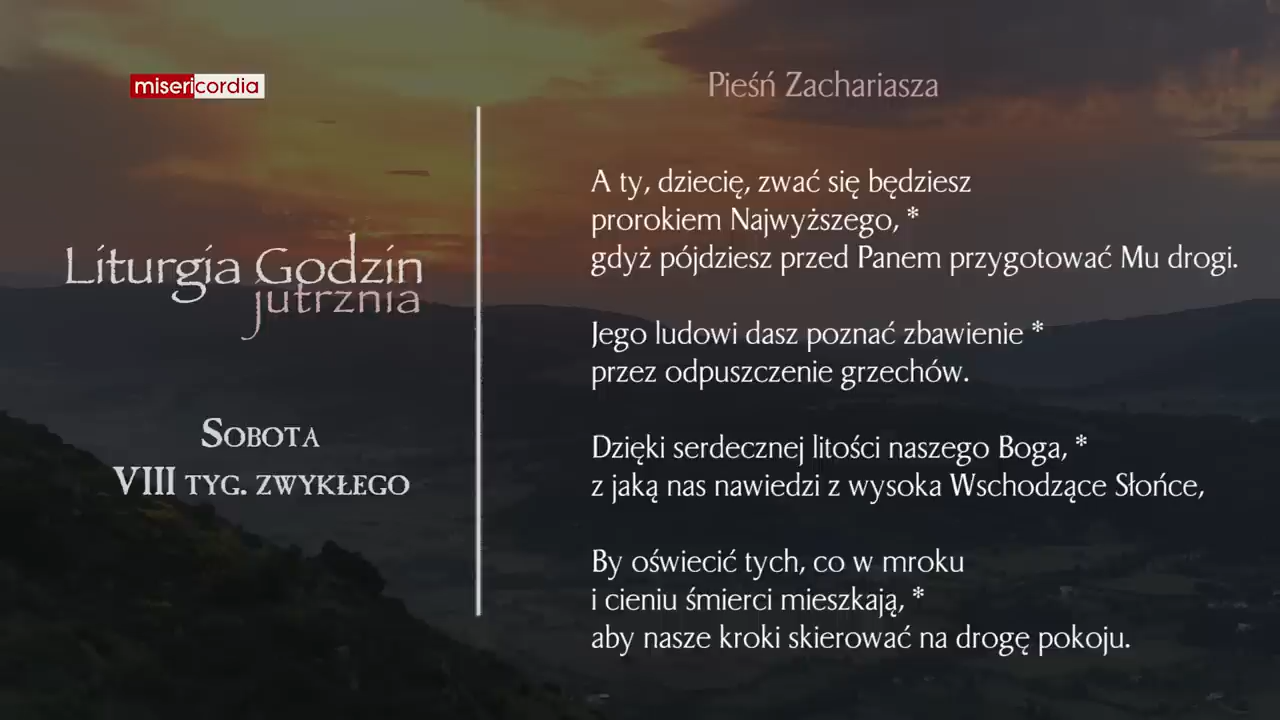 misericordia
Liturgia Godzin
jutrznia
Sobota
VIII tyg. zwykłego
Pieśń Zachariasza
A ty, dziecię, zwać się będziesz
prorokiem Najwyższego, *
gdyż pójdziesz przed Panem przygotować Mu drogi.
Jego ludowi dasz poznać zbawienie *
przez odpuszczenie grzechów.
Dzięki serdecznej litości naszego Boga, *
z jaką nas nawiedzi z wysoka Wschodzące Słońce,
By oświecić tych, co w mroku
i cieniu śmierci mieszkają, *
aby nasze kroki skierować na drogę pokoju.